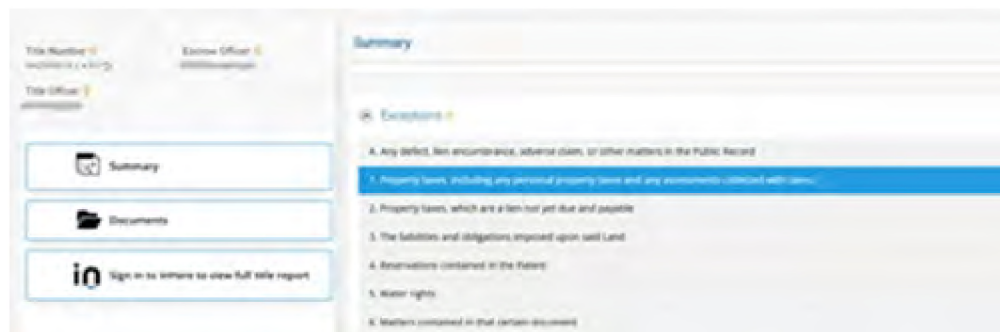 Title Number
Escrow Officer
Title Officer
Summary
Documents
Sign in to inHere to view full title report
Summary
Exceptions
A. Any defect, lien encumbrance, adverse claim, or other matters in the Public Record
1. Property taxes, including any personal property taxes and any assessments collected with taxes...
2. Property taxes, which are a lien not yet due and payable
3. The liabilities and obligations imposed upon said Land
4. Reservations contained in the Patent
5. Water rights
6. Matters contained in that certain document